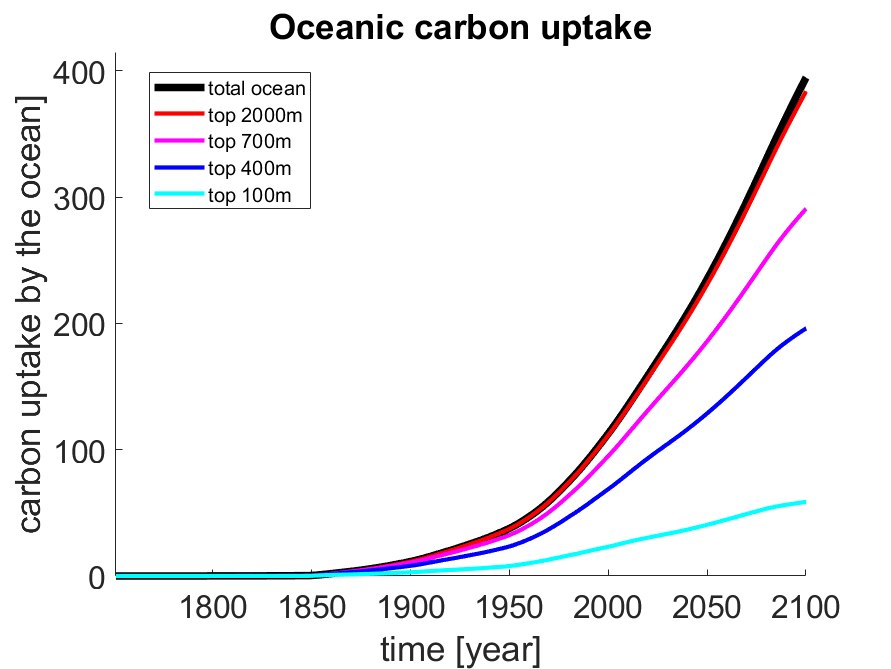 Oceanic carbon uptake
carbon uptake by the ocean]
400
300
200
100
0
total ocean
top 2000m
top 700m
top 400m
top 100m
1800
1850
1900
1950
2000
2050
2100
time [year]